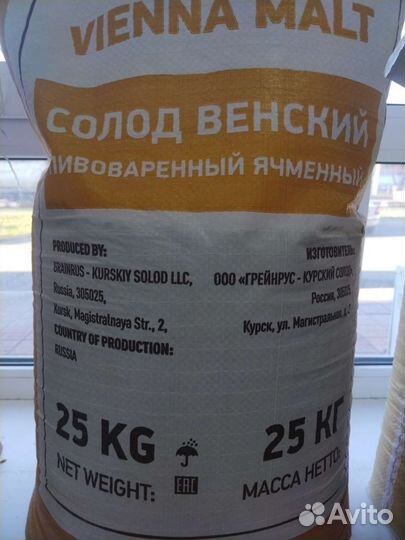 VIENNA MALT
СОЛОД ВЕНСКИЙ
ПИВОВАРЕННЫЙ ЯЧМЕННЫЙ
PRODUCED BY:
GRAINRUS - KURSKIY SOLOD LLC,
Russia, 305025,
Kursk, Magistralnaya Str., 2,
COUNTRY OF PRODUCTION:
RUSSIA
ИЗГОТОВИТЕЛЬ:
ООО «ГРЕЙНРУС - КУРСКИЙ СОЛОД»,
Россия, 305025,
Курск, ул. Магистральная, д. 2
25 KG
NET WEIGHT:
EAC
25 КГ
МАССА НЕТТО:
Avito